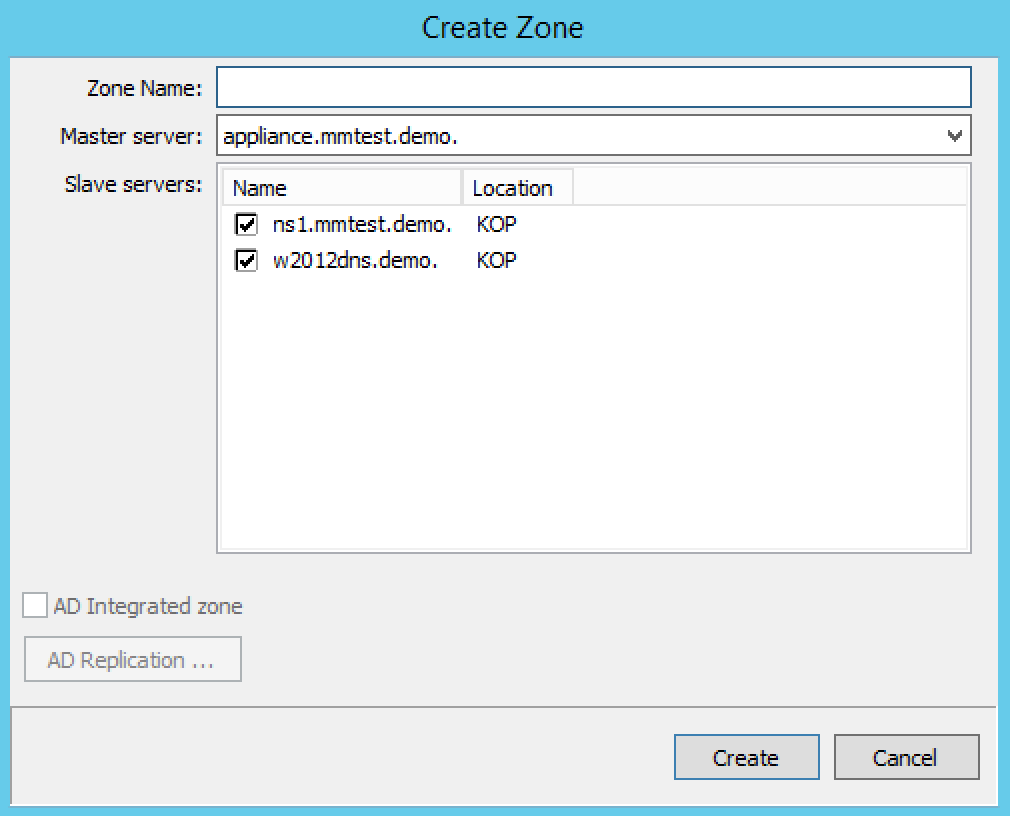 Create Zone
Zone Name:
Master server: appliance.mmtest.demo.
Slave servers: Name Location
ns1.mmtest.demo. KOP
w2012dns.demo. KOP
AD Integrated zone
AD Replication ...
Create Cancel